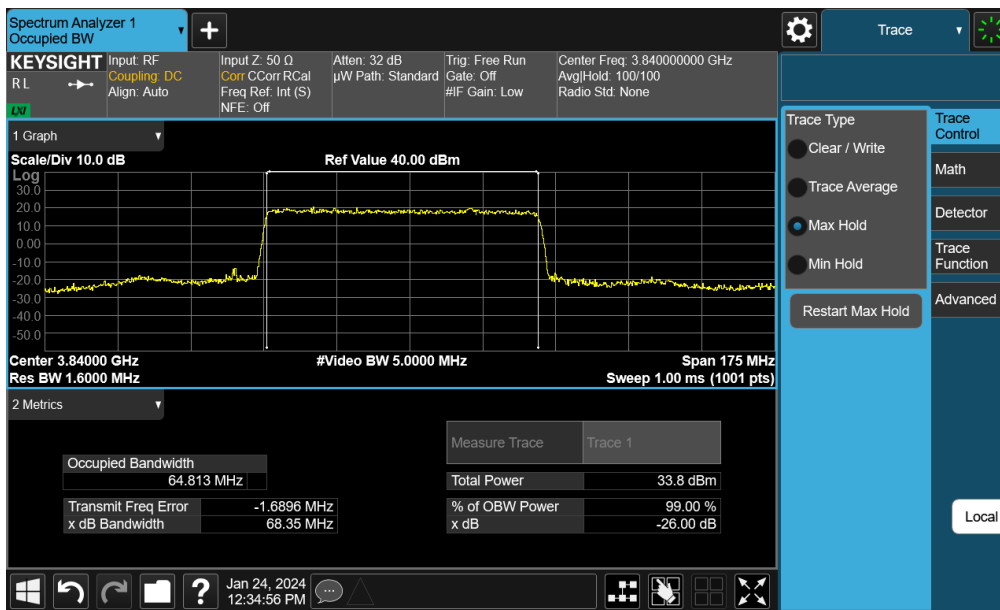 Spectrum Analyzer 1
Occupied BW
Trace
KEYSIGHT
R L
LXI
Input: RF
Coupling: DC
Align: Auto
Input Z: 50 Ω
Corr CCorr RCal
Freq Ref: Int (S)
NFE: Off
Atten: 32 dB
µW Path: Standard
Trig: Free Run
Gate: Off
#IF Gain: Low
Center Freq: 3.840000000 GHz
Avg|Hold: 100/100
Radio Std: None
1 Graph
Scale/Div 10.0 dB
Ref Value 40.00 dBm
Log
30.0
20.0
10.0
0.00
-10.0
-20.0
-30.0
-40.0
-50.0
Center 3.84000 GHz
#Video BW 5.0000 MHz
Span 175 MHz
Res BW 1.6000 MHz
Sweep 1.00 ms (1001 pts)
2 Metrics
Measure Trace
Trace 1
Occupied Bandwidth
64.813 MHz
Total Power
33.8 dBm
Transmit Freq Error
-1.6896 MHz
% of OBW Power
99.00 %
x dB Bandwidth
68.35 MHz
x dB
-26.00 dB
Trace Type
Clear / Write
Trace Average
Max Hold
Min Hold
Restart Max Hold
Trace
Control
Math
Detector
Trace
Function
Advanced
Local
?
Jan 24, 2024
12:34:56 PM